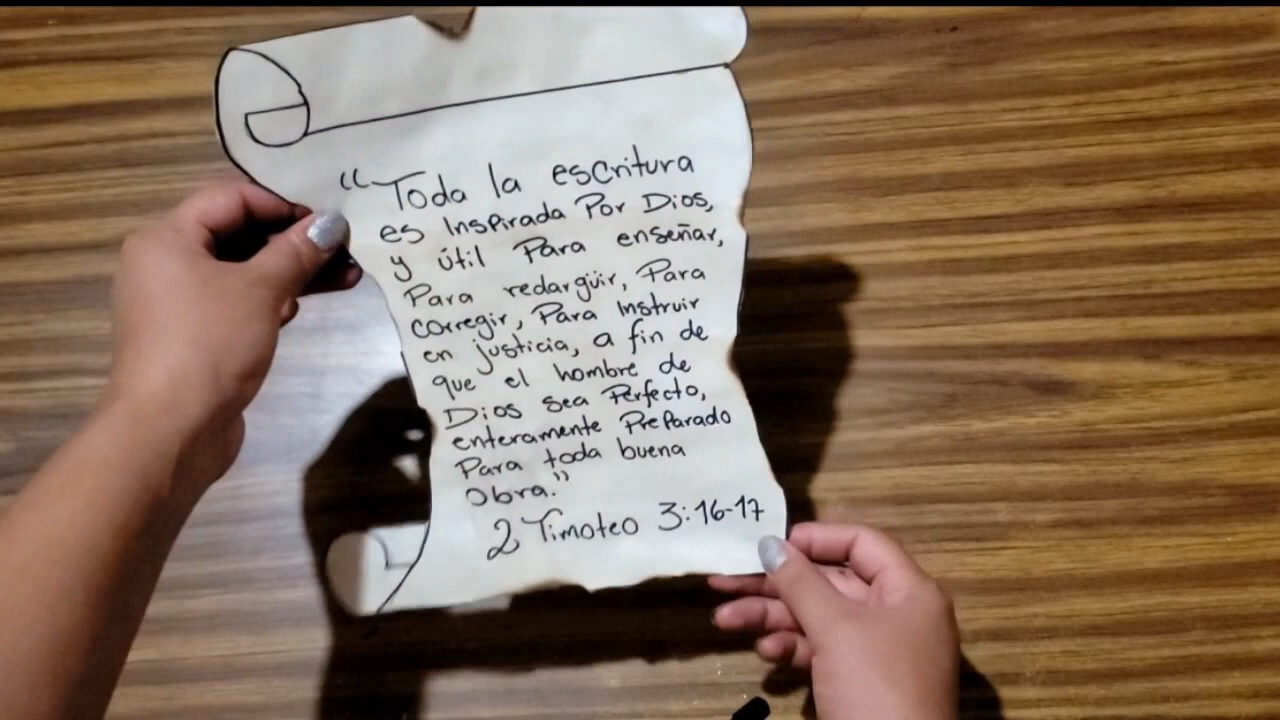 “Toda la escritura
es Inspirada Por Dios,
y útil Para enseñar,
Para redargüir, Para
corregir, Para Instruir
en justicia, a fin de
que el hombre de
Dios sea Perfecto,
enteramente Preparado
Para toda buena
Obra.”
2 Timoteo 3:16-17